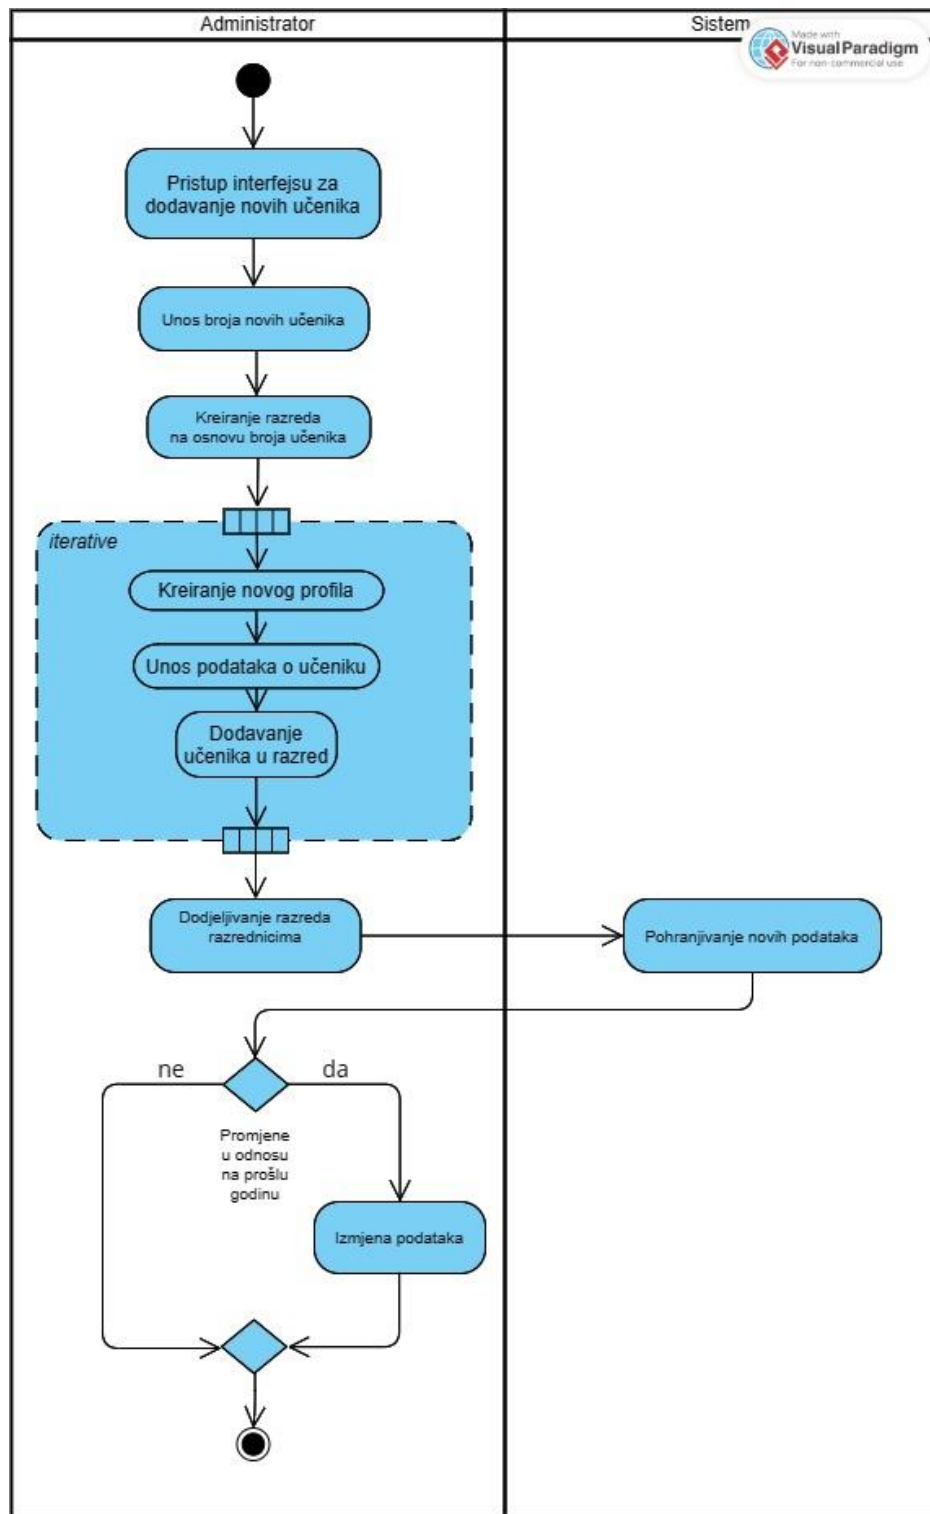 Administrator
Sistem
Made with
Visual Paradigm
For non-commercial use
Pristup interfejsu za
dodavanje novih učenika
Unos broja novih učenika
Kreiranje razreda
na osnovu broja učenika
iterative
Kreiranje novog profila
Unos podataka o učeniku
Dodavanje
učenika u razred
Dodjeljivanje razreda
razrednicima
Pohranjivanje novih podataka
ne
da
Promjene
u odnosu
na prošlu
godinu
Izmjena podataka